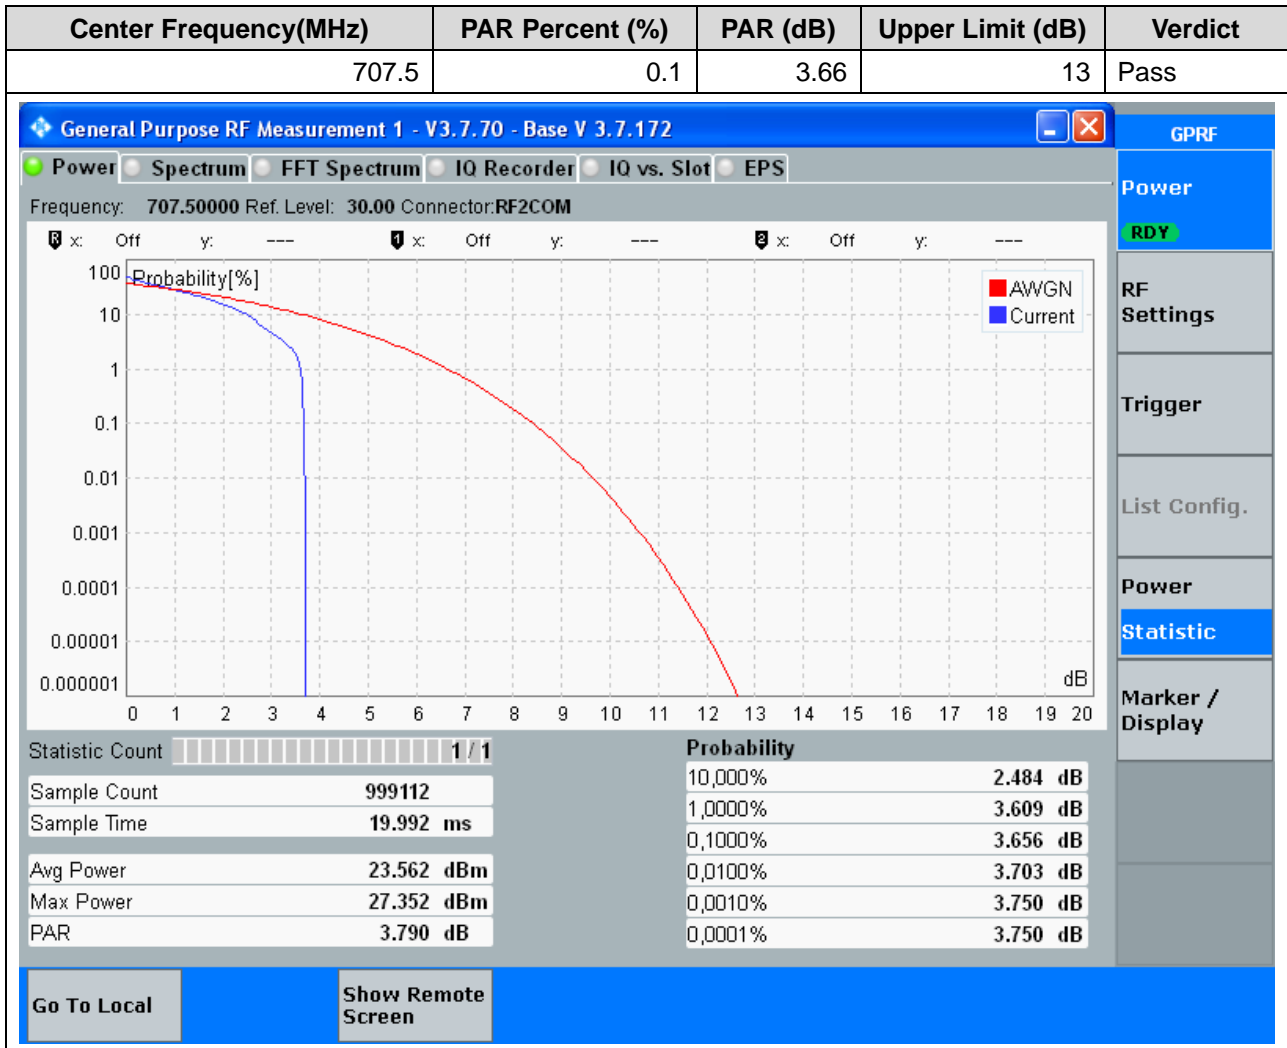 Center Frequency(MHz) PAR Percent (%) PAR (dB) Upper Limit (dB) Verdict
707.5 0.1 3.66 13 Pass
General Purpose RF Measurement 1 - V3.7.70 - Base V 3.7.172
GPRF
Power Spectrum FFT Spectrum IQ Recorder IQ vs. Slot EPS
Frequency: 707.50000 Ref. Level: 30.00 Connector:RF2COM
R x: Off y: --- 1 x: Off y: --- 2 x: Off y: ---
Probability[%]
AWGN
Current
100
10
1
0.1
0.01
0.001
0.0001
0.00001
0.000001
dB
0 1 2 3 4 5 6 7 8 9 10 11 12 13 14 15 16 17 18 19 20
Statistic Count 1 / 1
Sample Count 999112
Sample Time 19.992 ms
Avg Power 23.562 dBm
Max Power 27.352 dBm
PAR 3.790 dB
Probability
10,000% 2.484 dB
1,0000% 3.609 dB
0,1000% 3.656 dB
0,0100% 3.703 dB
0,0010% 3.750 dB
0,0001% 3.750 dB
Power
RDY
RF
Settings
Trigger
List Config.
Power
Statistic
Marker /
Display
Go To Local
Show Remote
Screen